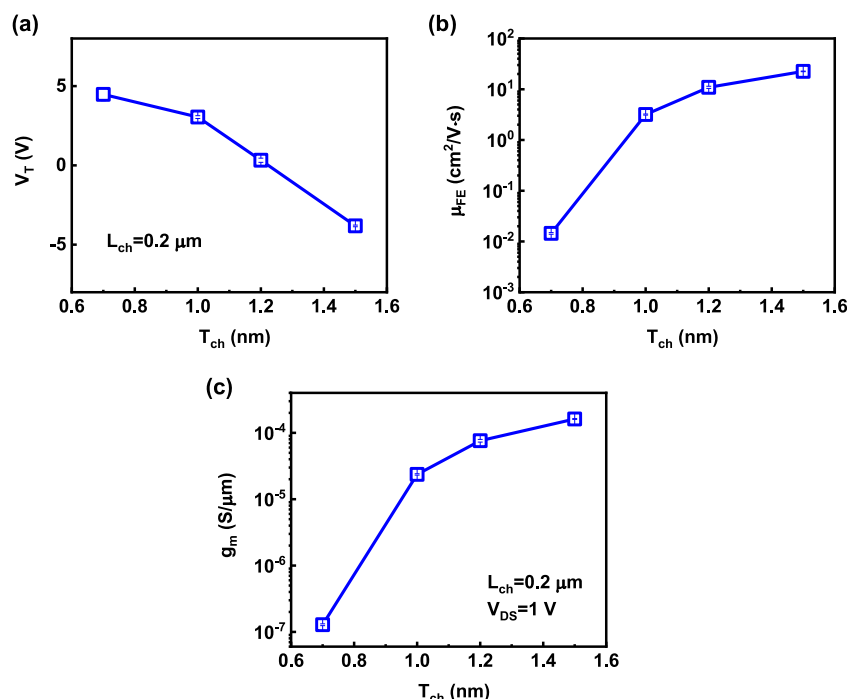 (a)
5
0
-5
V_T (V)
L_ch=0.2 μm
0.6 0.8 1.0 1.2 1.4 1.6
T_ch (nm)
(b)
10^2
10^1
10^0
10^-1
10^-2
10^-3
μ_FE (cm^2/V·s)
0.6 0.8 1.0 1.2 1.4 1.6
T_ch (nm)
(c)
10^-4
10^-5
10^-6
10^-7
g_m (S/μm)
L_ch=0.2 μm
V_DS=1 V
0.6 0.8 1.0 1.2 1.4 1.6
T_ch (nm)